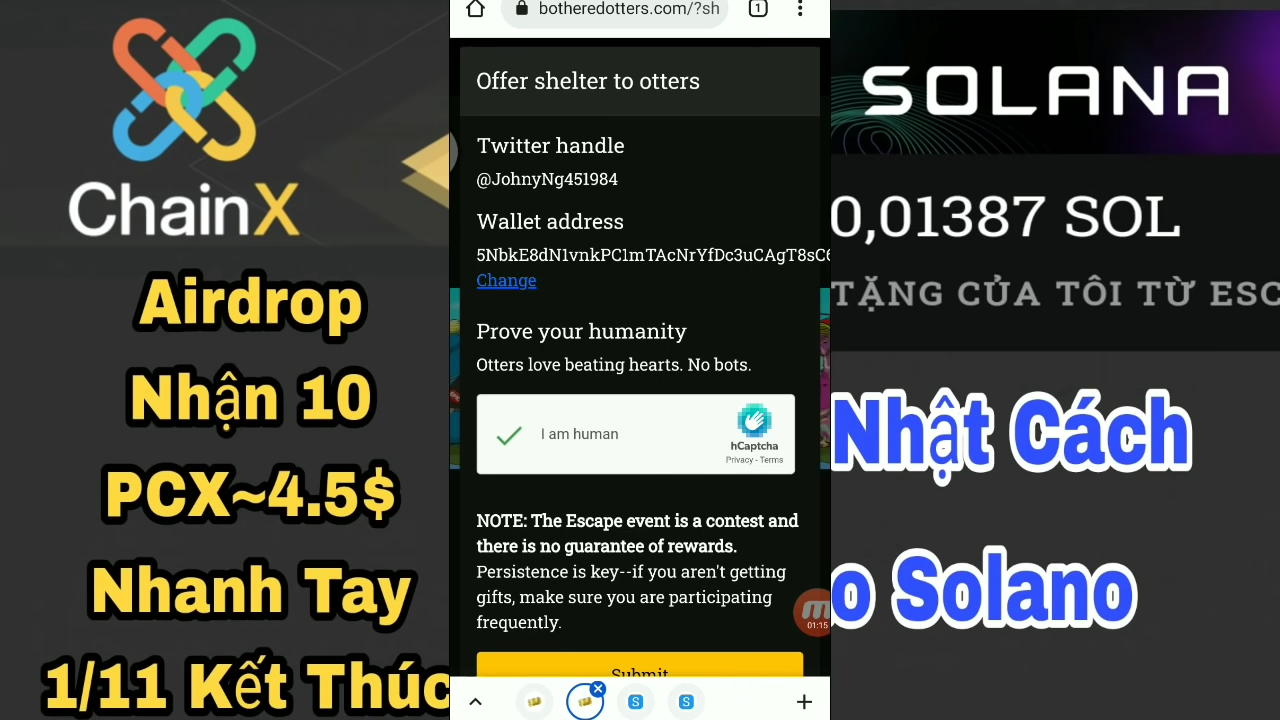 ChainX
Airdrop
Nhận 10
PCX~4.5$
Nhanh Tay
1/11 Kết Thúc
botheredotters.com/?sh
1
Offer shelter to otters
Twitter handle
@JohnyNg451984
Wallet address
5NbkE8dN1vnkPC1mTAcNrYfDc3uCAgT8sC6
Change
Prove your humanity
Otters love beating hearts. No bots.
I am human
hCaptcha
Privacy - Terms
NOTE: The Escape event is a contest and
there is no guarantee of rewards.
Persistence is key--if you aren't getting
gifts, make sure you are participating
frequently.
01:15
Submit
S
S
SOLANA
0,01387 SOL
TẶNG CỦA TÔI TỪ ESC
Nhật Cách
o Solano